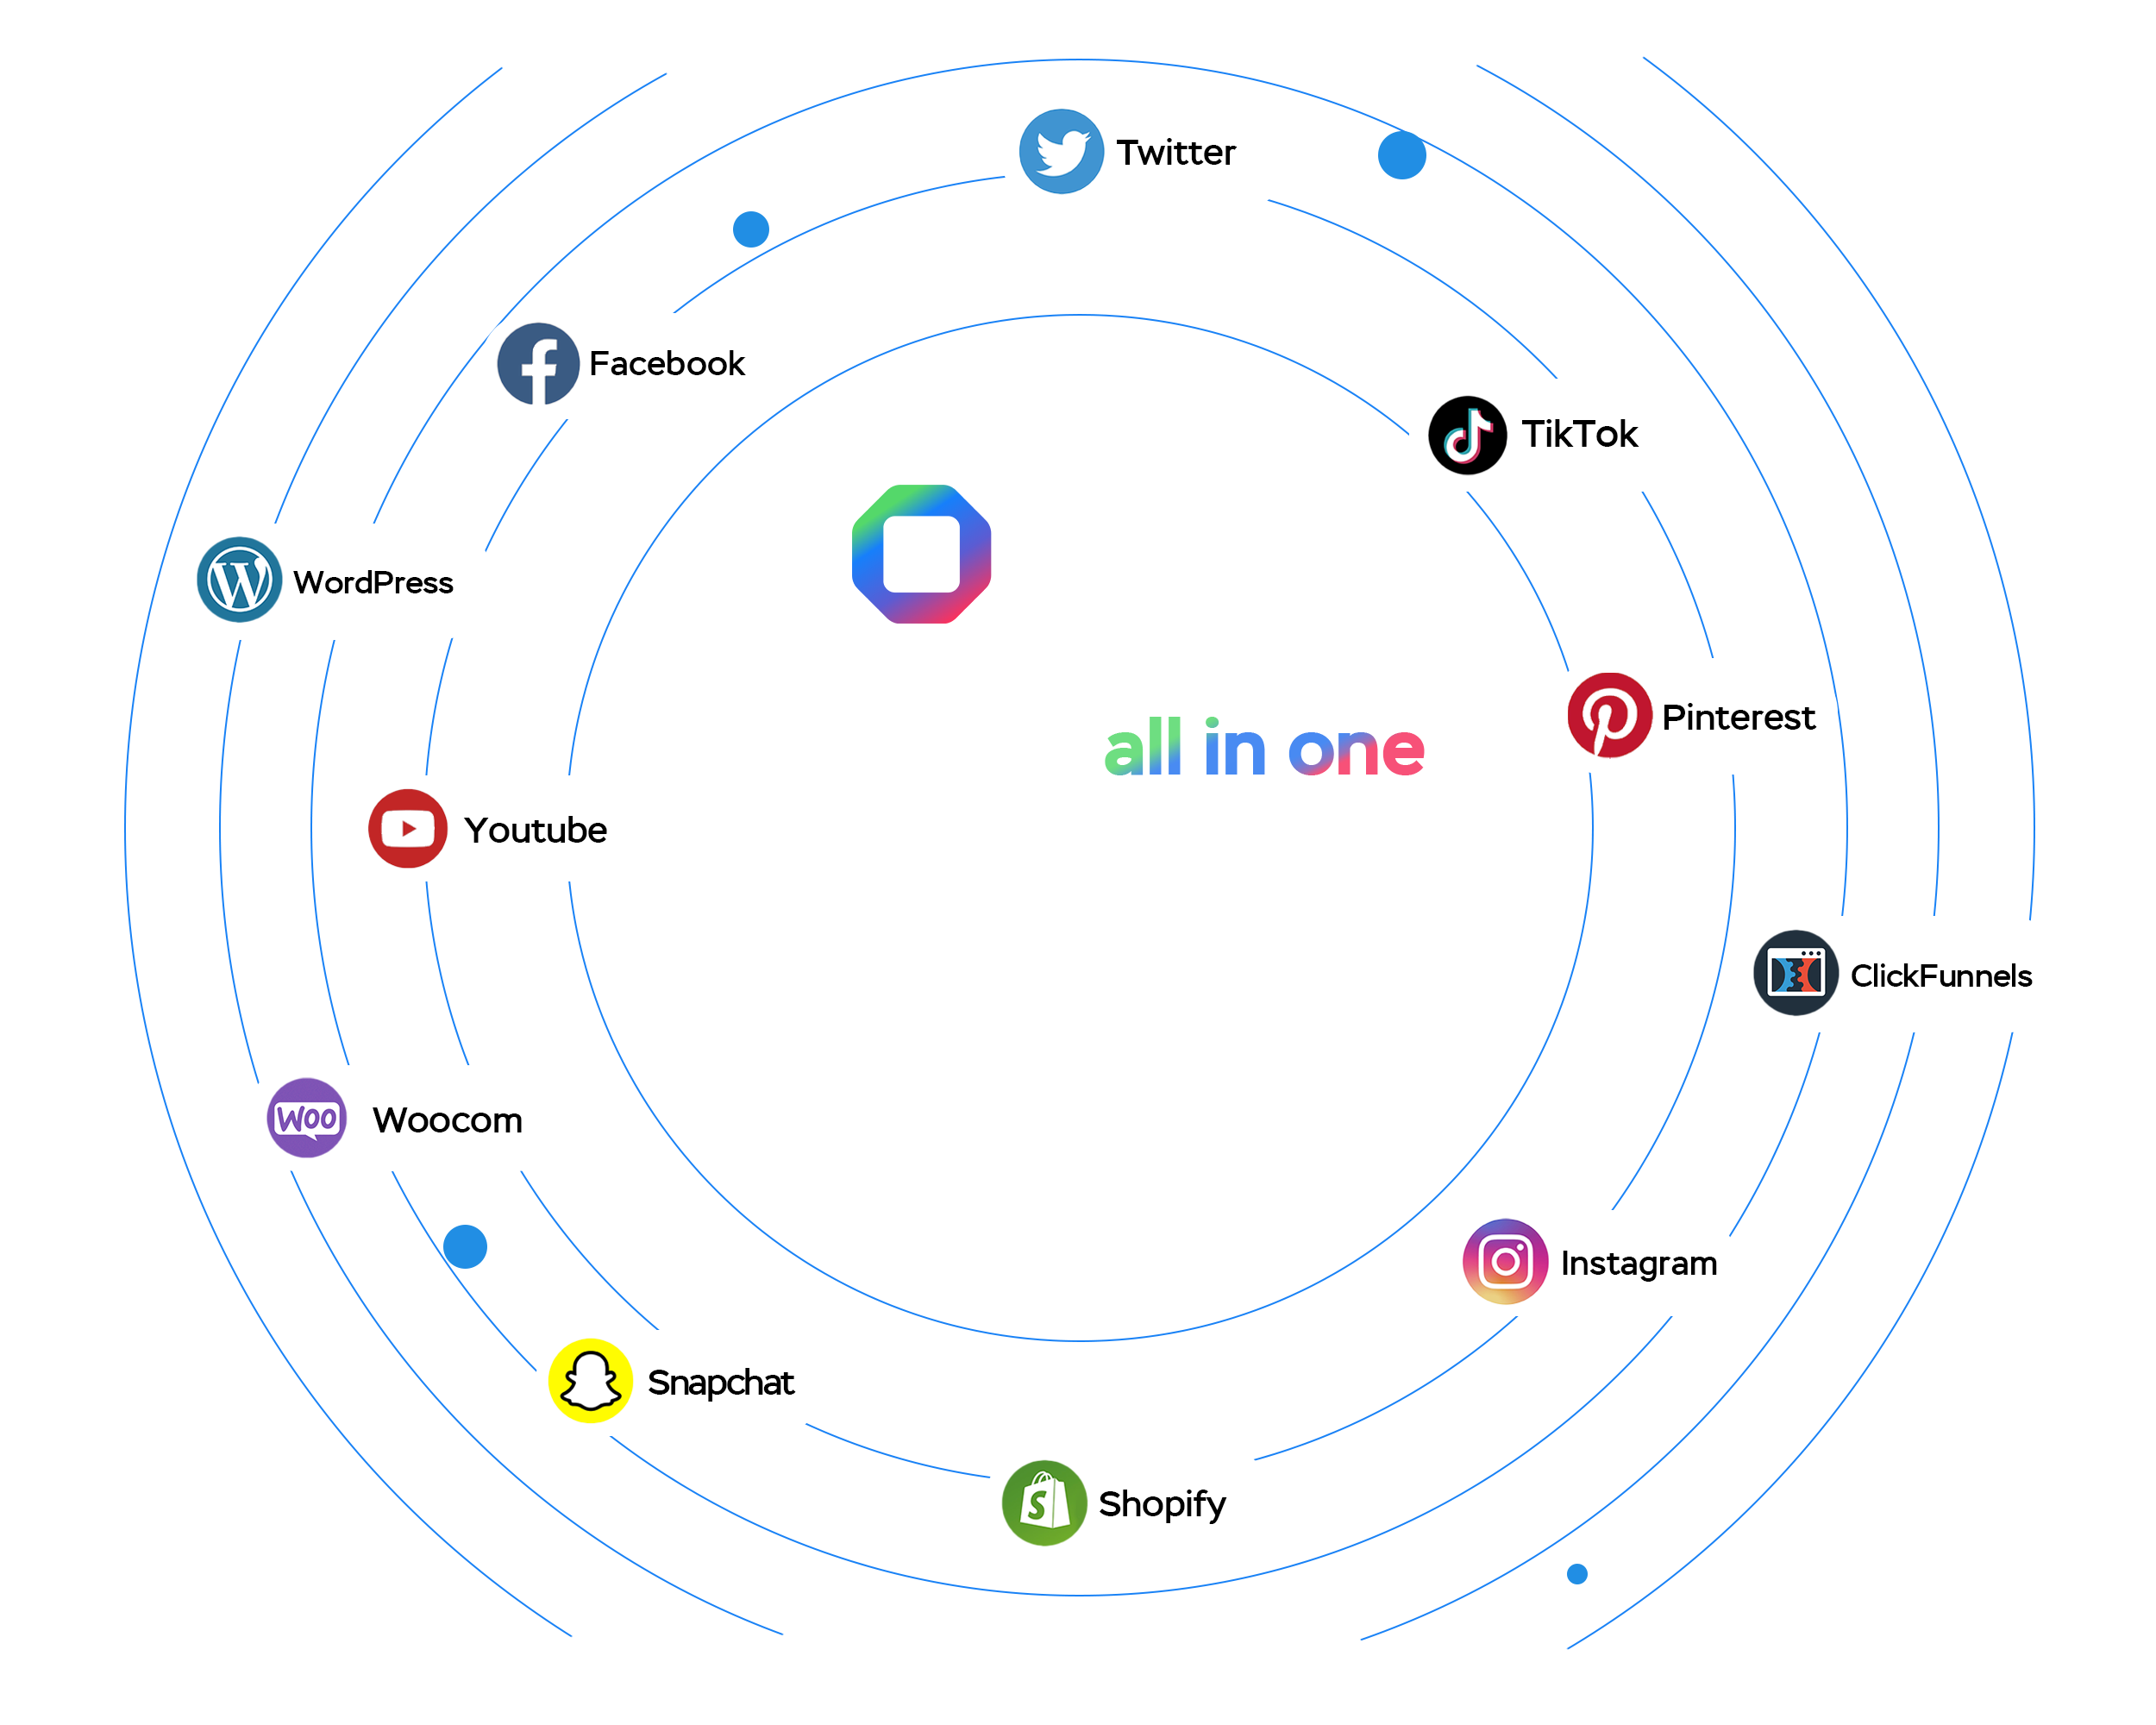 Twitter
Facebook
TikTok
WordPress
Pinterest
all in one
Youtube
ClickFunnels
woo
Woocom
Instagram
Snapchat
S
Shopify